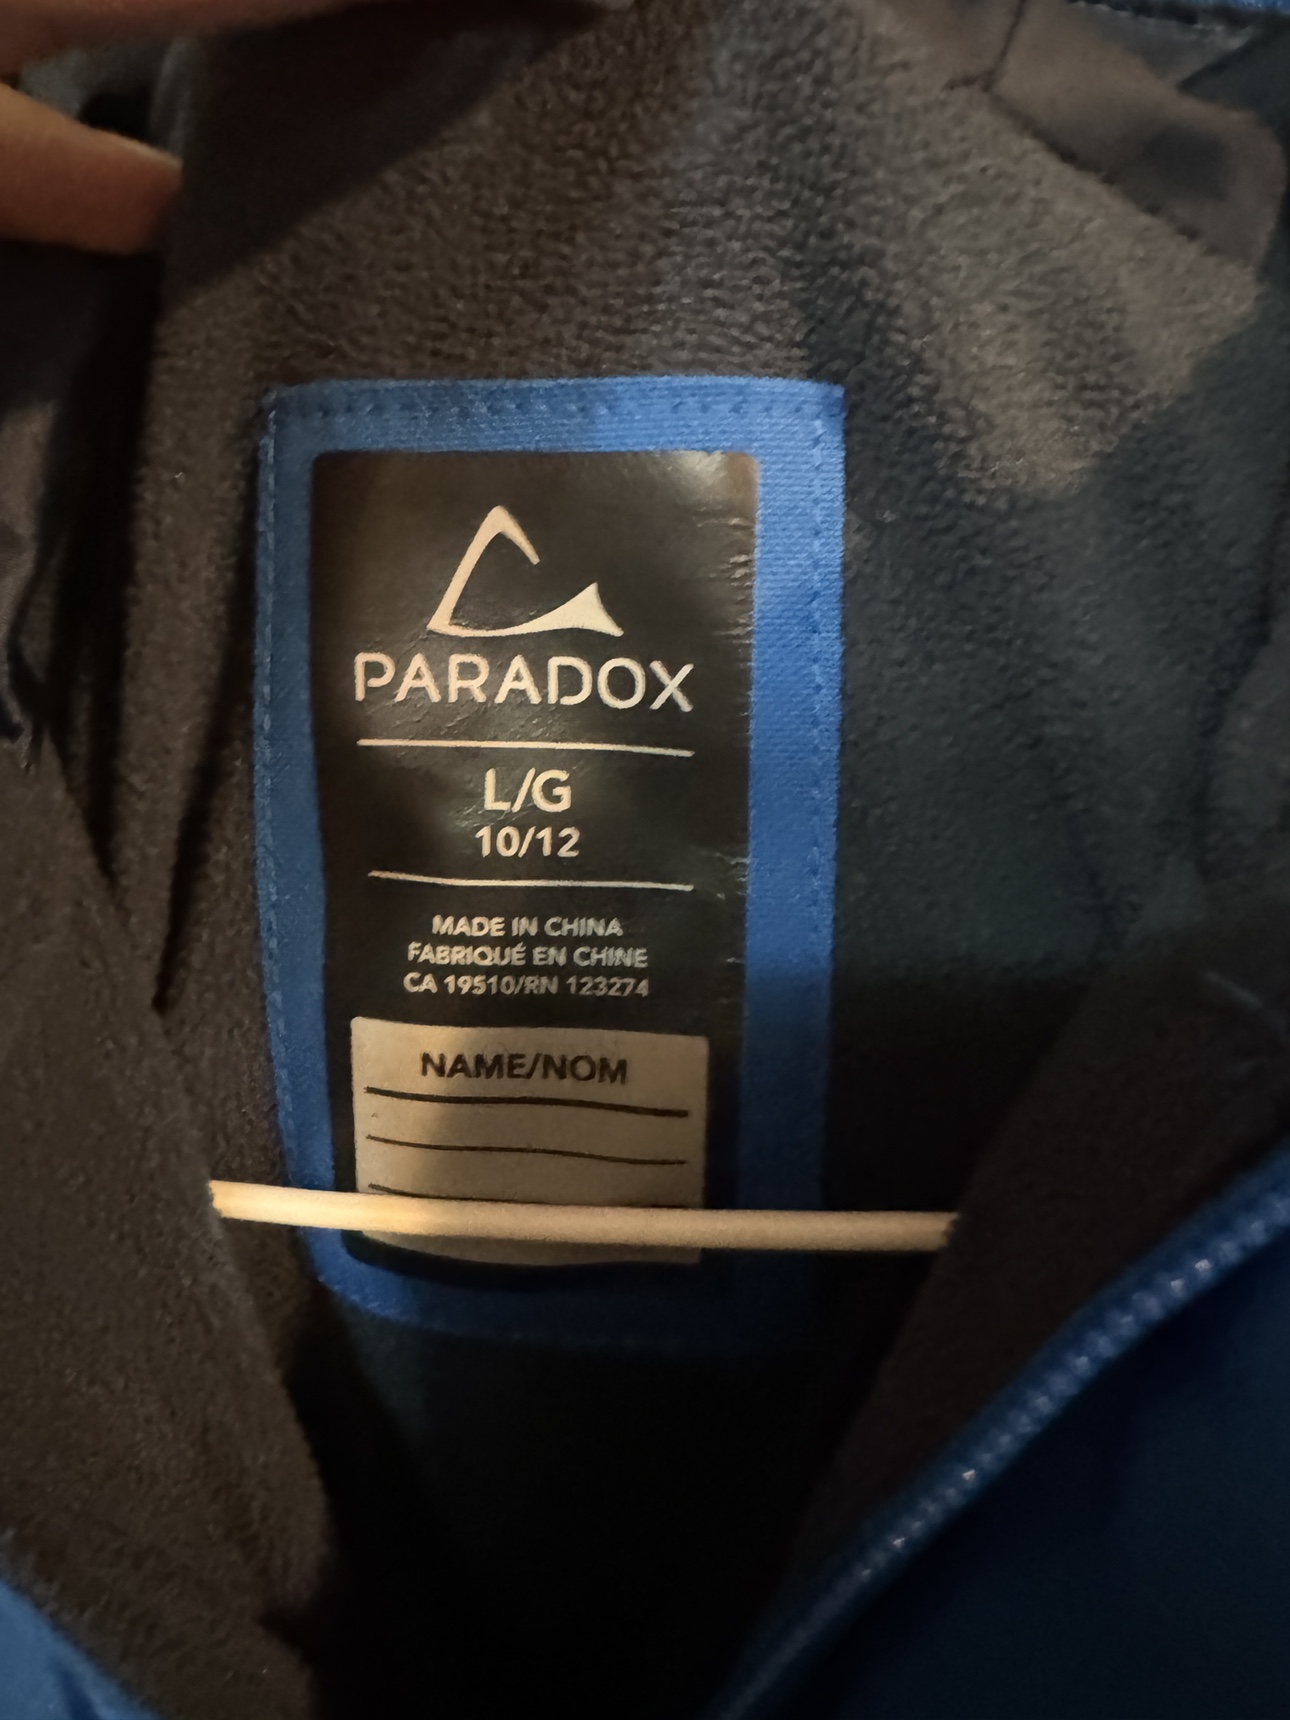 PARADOX
L/G
10/12
MADE IN CHINA
FABRIQUÉ EN CHINE
CA 19510/RN 123274
NAME/NOM